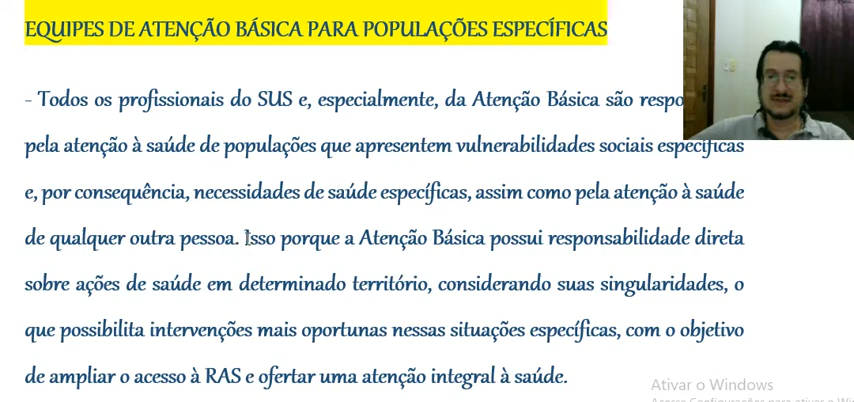 EQUIPES DE ATENÇÃO BÁSICA PARA POPULAÇÕES ESPECÍFICAS
- Todos os profissionais do SUS e, especialmente, da Atenção Básica são
pela atenção à saúde de populações que apresentem vulnerabilidades sociais específicas
e, por consequência, necessidades de saúde específicas, assim como pela atenção à saúde
de qualquer outra pessoa. Isso porque a Atenção Básica possui responsabilidade direta
sobre ações de saúde em determinado território, considerando suas singularidades, o
que possibilita intervenções mais oportunas nessas situações específicas, com o objetivo
de ampliar o acesso à RAS e ofertar uma atenção integral à saúde.
Ativar o Windows